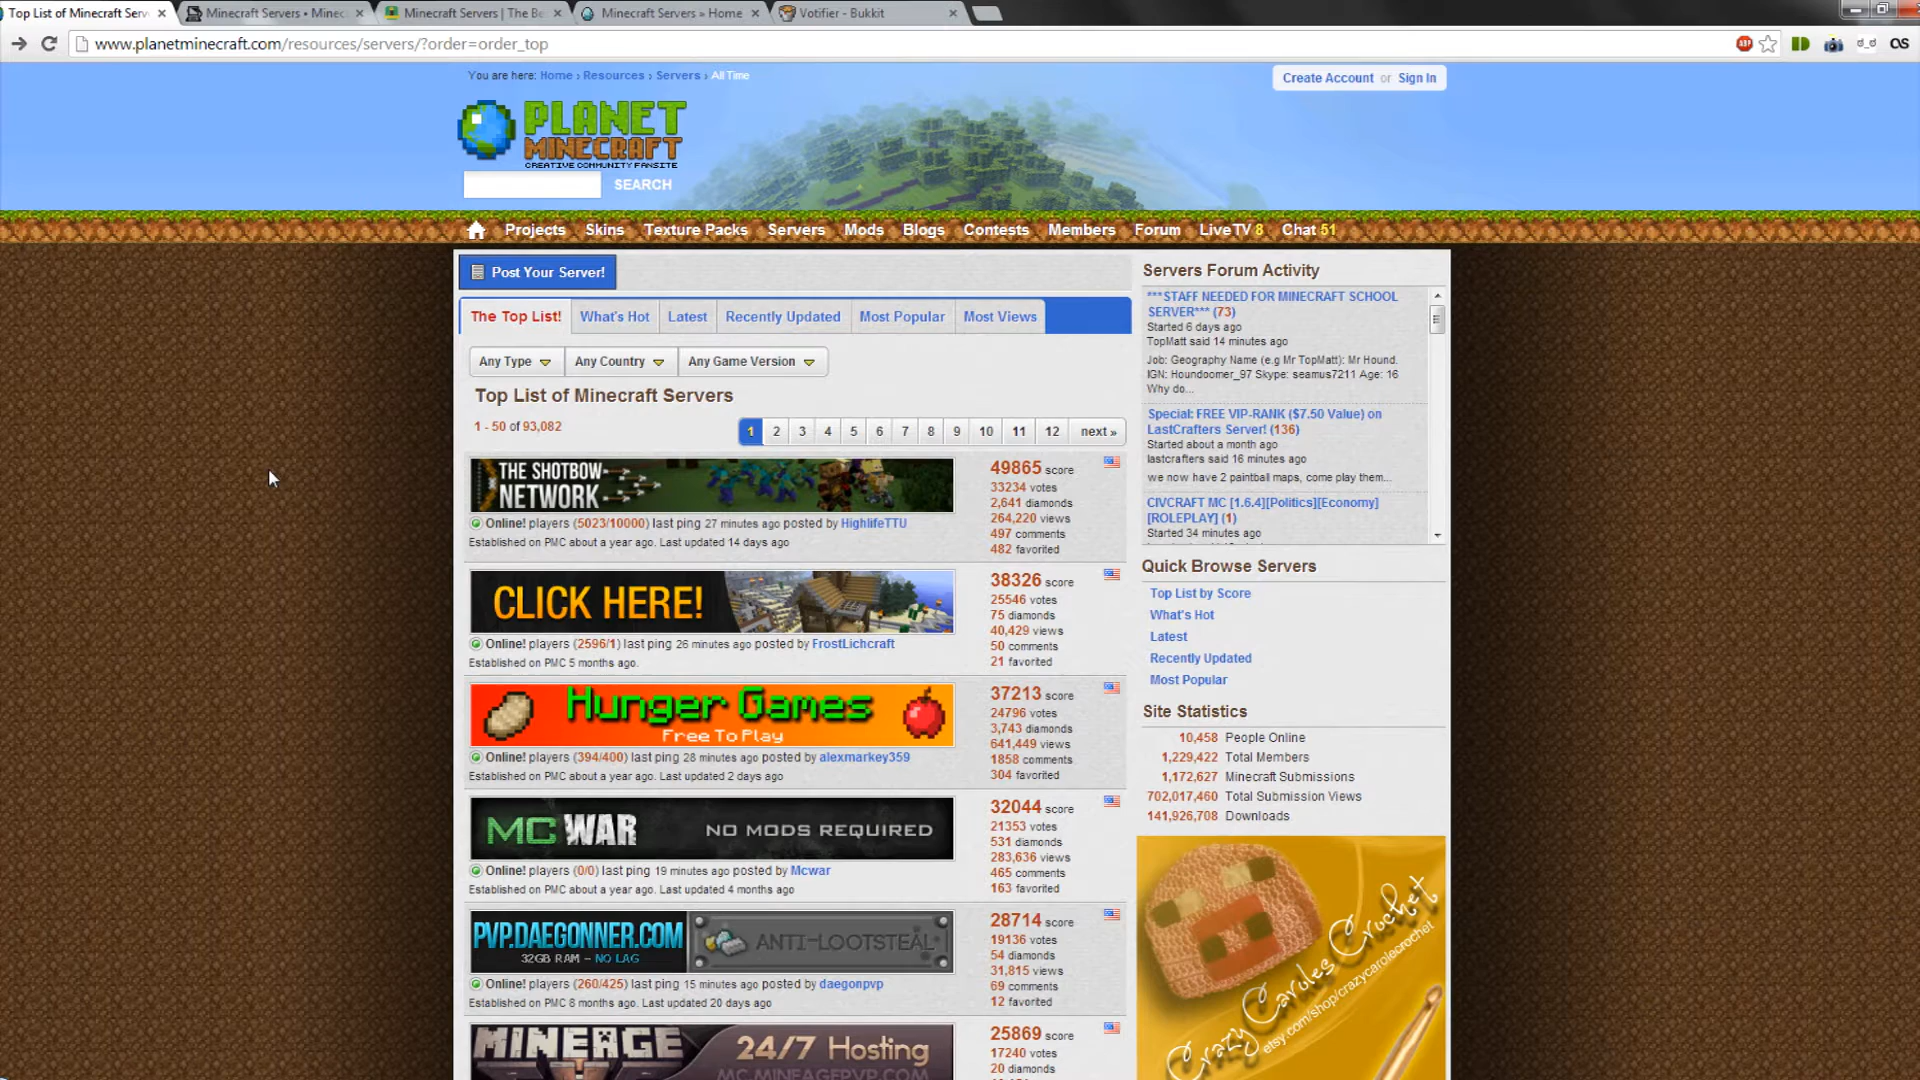 Top List of Minecraft Serv
Minecraft Servers • Minec
Minecraft Servers | The Be
Minecraft Servers » Home
Votifier - Bukkit
www.planetminecraft.com/resources/servers/?order=order_top
ABP
You are here: Home › Resources › Servers › All Time
Create Account or Sign In
PLANET
MINECRAFT
CREATIVE COMMUNITY FANSITE
SEARCH
Projects Skins Texture Packs Servers Mods Blogs Contests Members Forum LiveTV 8 Chat 51
Post Your Server!
The Top List! What's Hot Latest Recently Updated Most Popular Most Views
Any Type Any Country Any Game Version
Top List of Minecraft Servers
1 - 50 of 93,082
1 2 3 4 5 6 7 8 9 10 11 12 next »
THE SHOTBOW
NETWORK
49865 score
33234 votes
2,641 diamonds
264,220 views
497 comments
482 favorited
Online! players (5023/10000) last ping 27 minutes ago posted by HighlifeTTU
Established on PMC about a year ago. Last updated 14 days ago
CLICK HERE!
38326 score
25546 votes
75 diamonds
40,429 views
50 comments
21 favorited
Online! players (2596/1) last ping 26 minutes ago posted by FrostLichcraft
Established on PMC 5 months ago.
Hunger Games
Free To Play
37213 score
24796 votes
3,743 diamonds
641,449 views
1858 comments
304 favorited
Online! players (394/400) last ping 28 minutes ago posted by alexmarkey359
Established on PMC about a year ago. Last updated 2 days ago
MC WAR NO MODS REQUIRED
32044 score
21353 votes
531 diamonds
283,636 views
465 comments
163 favorited
Online! players (0/0) last ping 19 minutes ago posted by Mcwar
Established on PMC about a year ago. Last updated 4 months ago
PVP.DAEGONNER.COM
32GB RAM – NO LAG
ANTI-LOOTSTEAL
28714 score
19136 votes
54 diamonds
31,815 views
69 comments
12 favorited
Online! players (260/425) last ping 15 minutes ago posted by daegonpvp
Established on PMC 8 months ago. Last updated 20 days ago
MINEAGE
24/7 Hosting
MC.MINEAGEPVP.COM
25869 score
17240 votes
20 diamonds
Servers Forum Activity
***STAFF NEEDED FOR MINECRAFT SCHOOL
SERVER*** (73)
Started 6 days ago
TopMatt said 14 minutes ago
Job: Geography Name (e.g Mr TopMatt): Mr Hound.
IGN: Houndoomer_97 Skype: seamus7211 Age: 16
Why do...
Special: FREE VIP-RANK ($7.50 Value) on
LastCrafters Server! (136)
Started about a month ago
lastcrafters said 16 minutes ago
we now have 2 paintball maps, come play them...
CIVCRAFT MC [1.6.4][Politics][Economy]
[ROLEPLAY] (1)
Started 34 minutes ago
Quick Browse Servers
Top List by Score
What's Hot
Latest
Recently Updated
Most Popular
Site Statistics
10,458 People Online
1,229,422 Total Members
1,172,627 Minecraft Submissions
702,017,460 Total Submission Views
141,926,708 Downloads
Crazy Caroles Crochet
etsy.com/shop/crazycarolecrochet